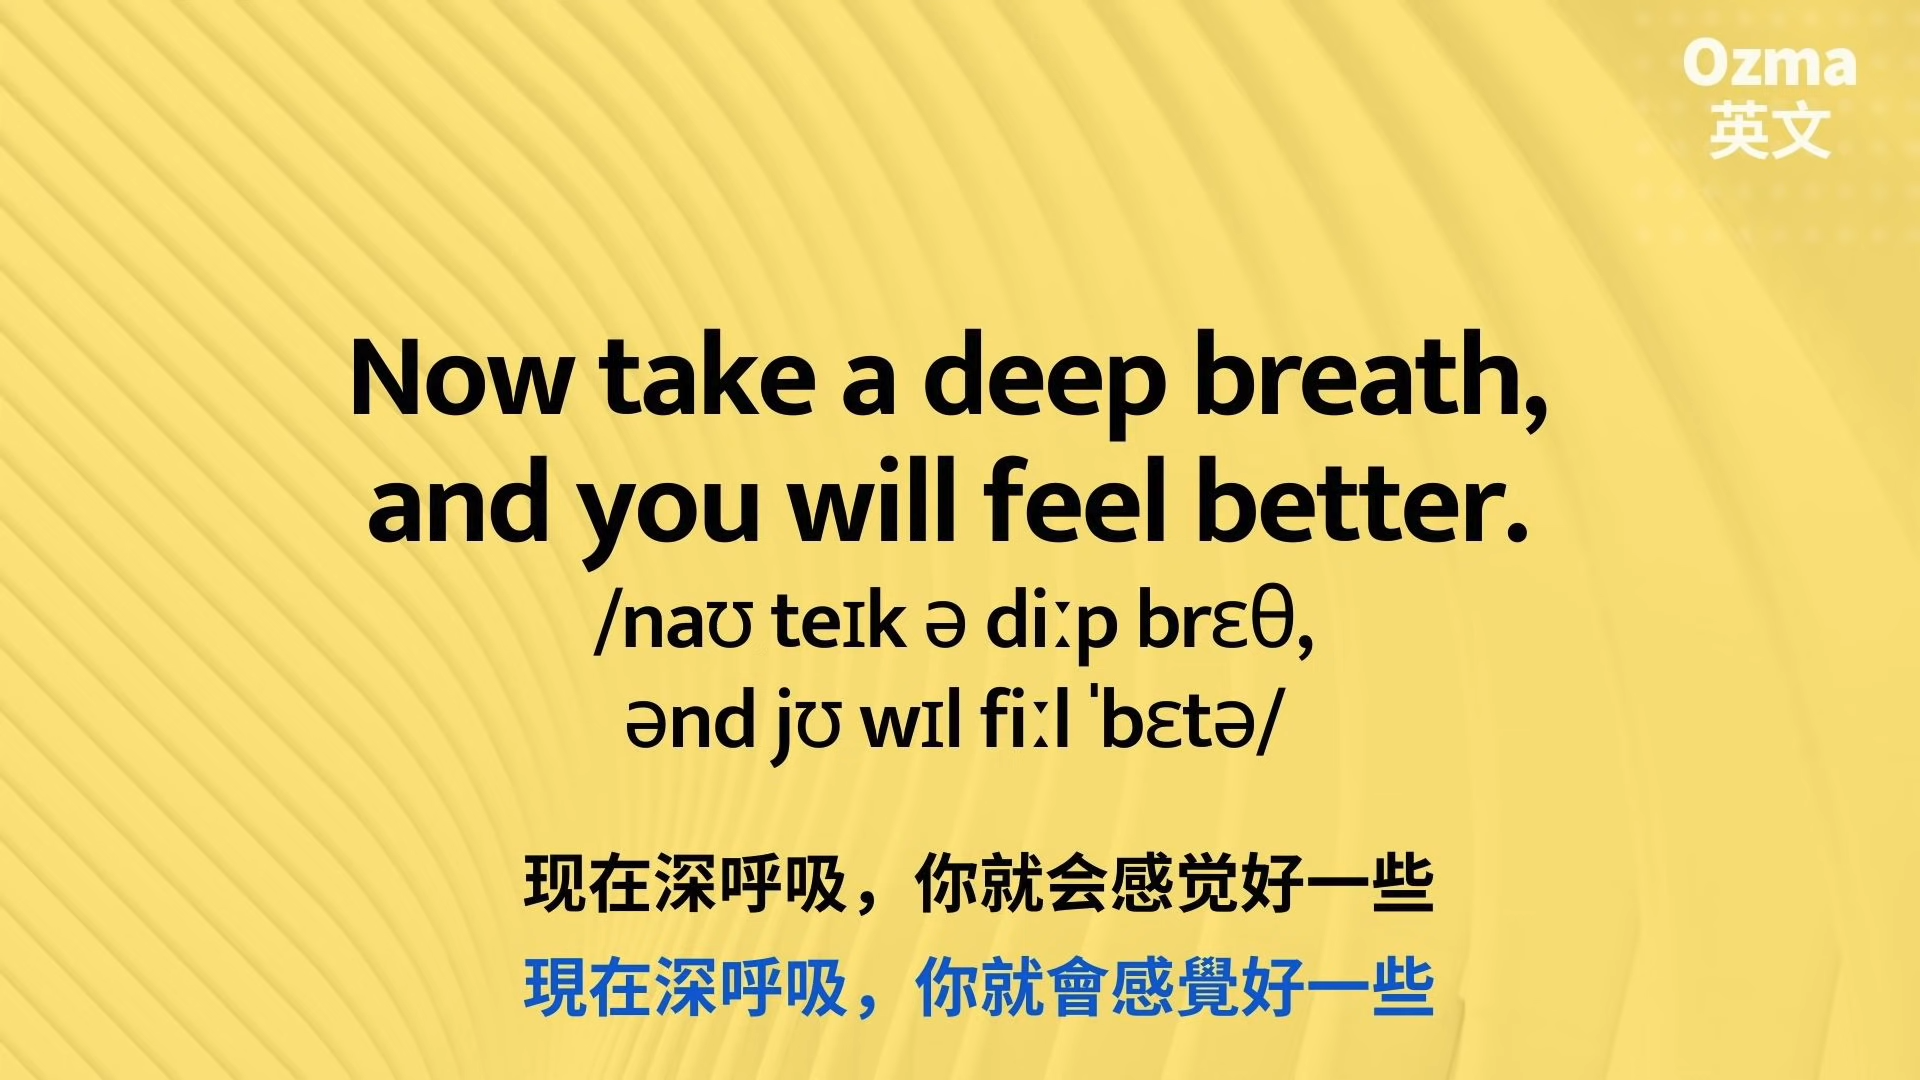 Ozma
英文
Now take a deep breath,
and you will feel better.
/naʊ teɪk ə diːp brɛθ,
ənd jʊ wɪl fiːl ˈbɛtə/
现在深呼吸，你就会感觉好一些
現在深呼吸，你就會感覺好一些